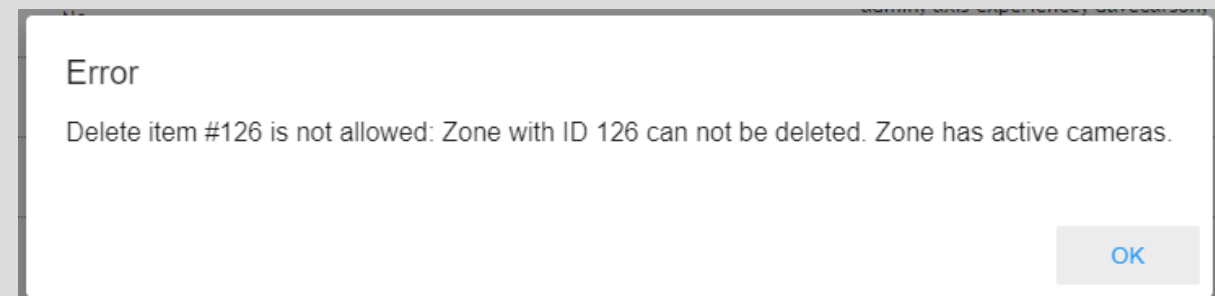 Error
Delete item #126 is not allowed: Zone with ID 126 can not be deleted. Zone has active cameras.
OK